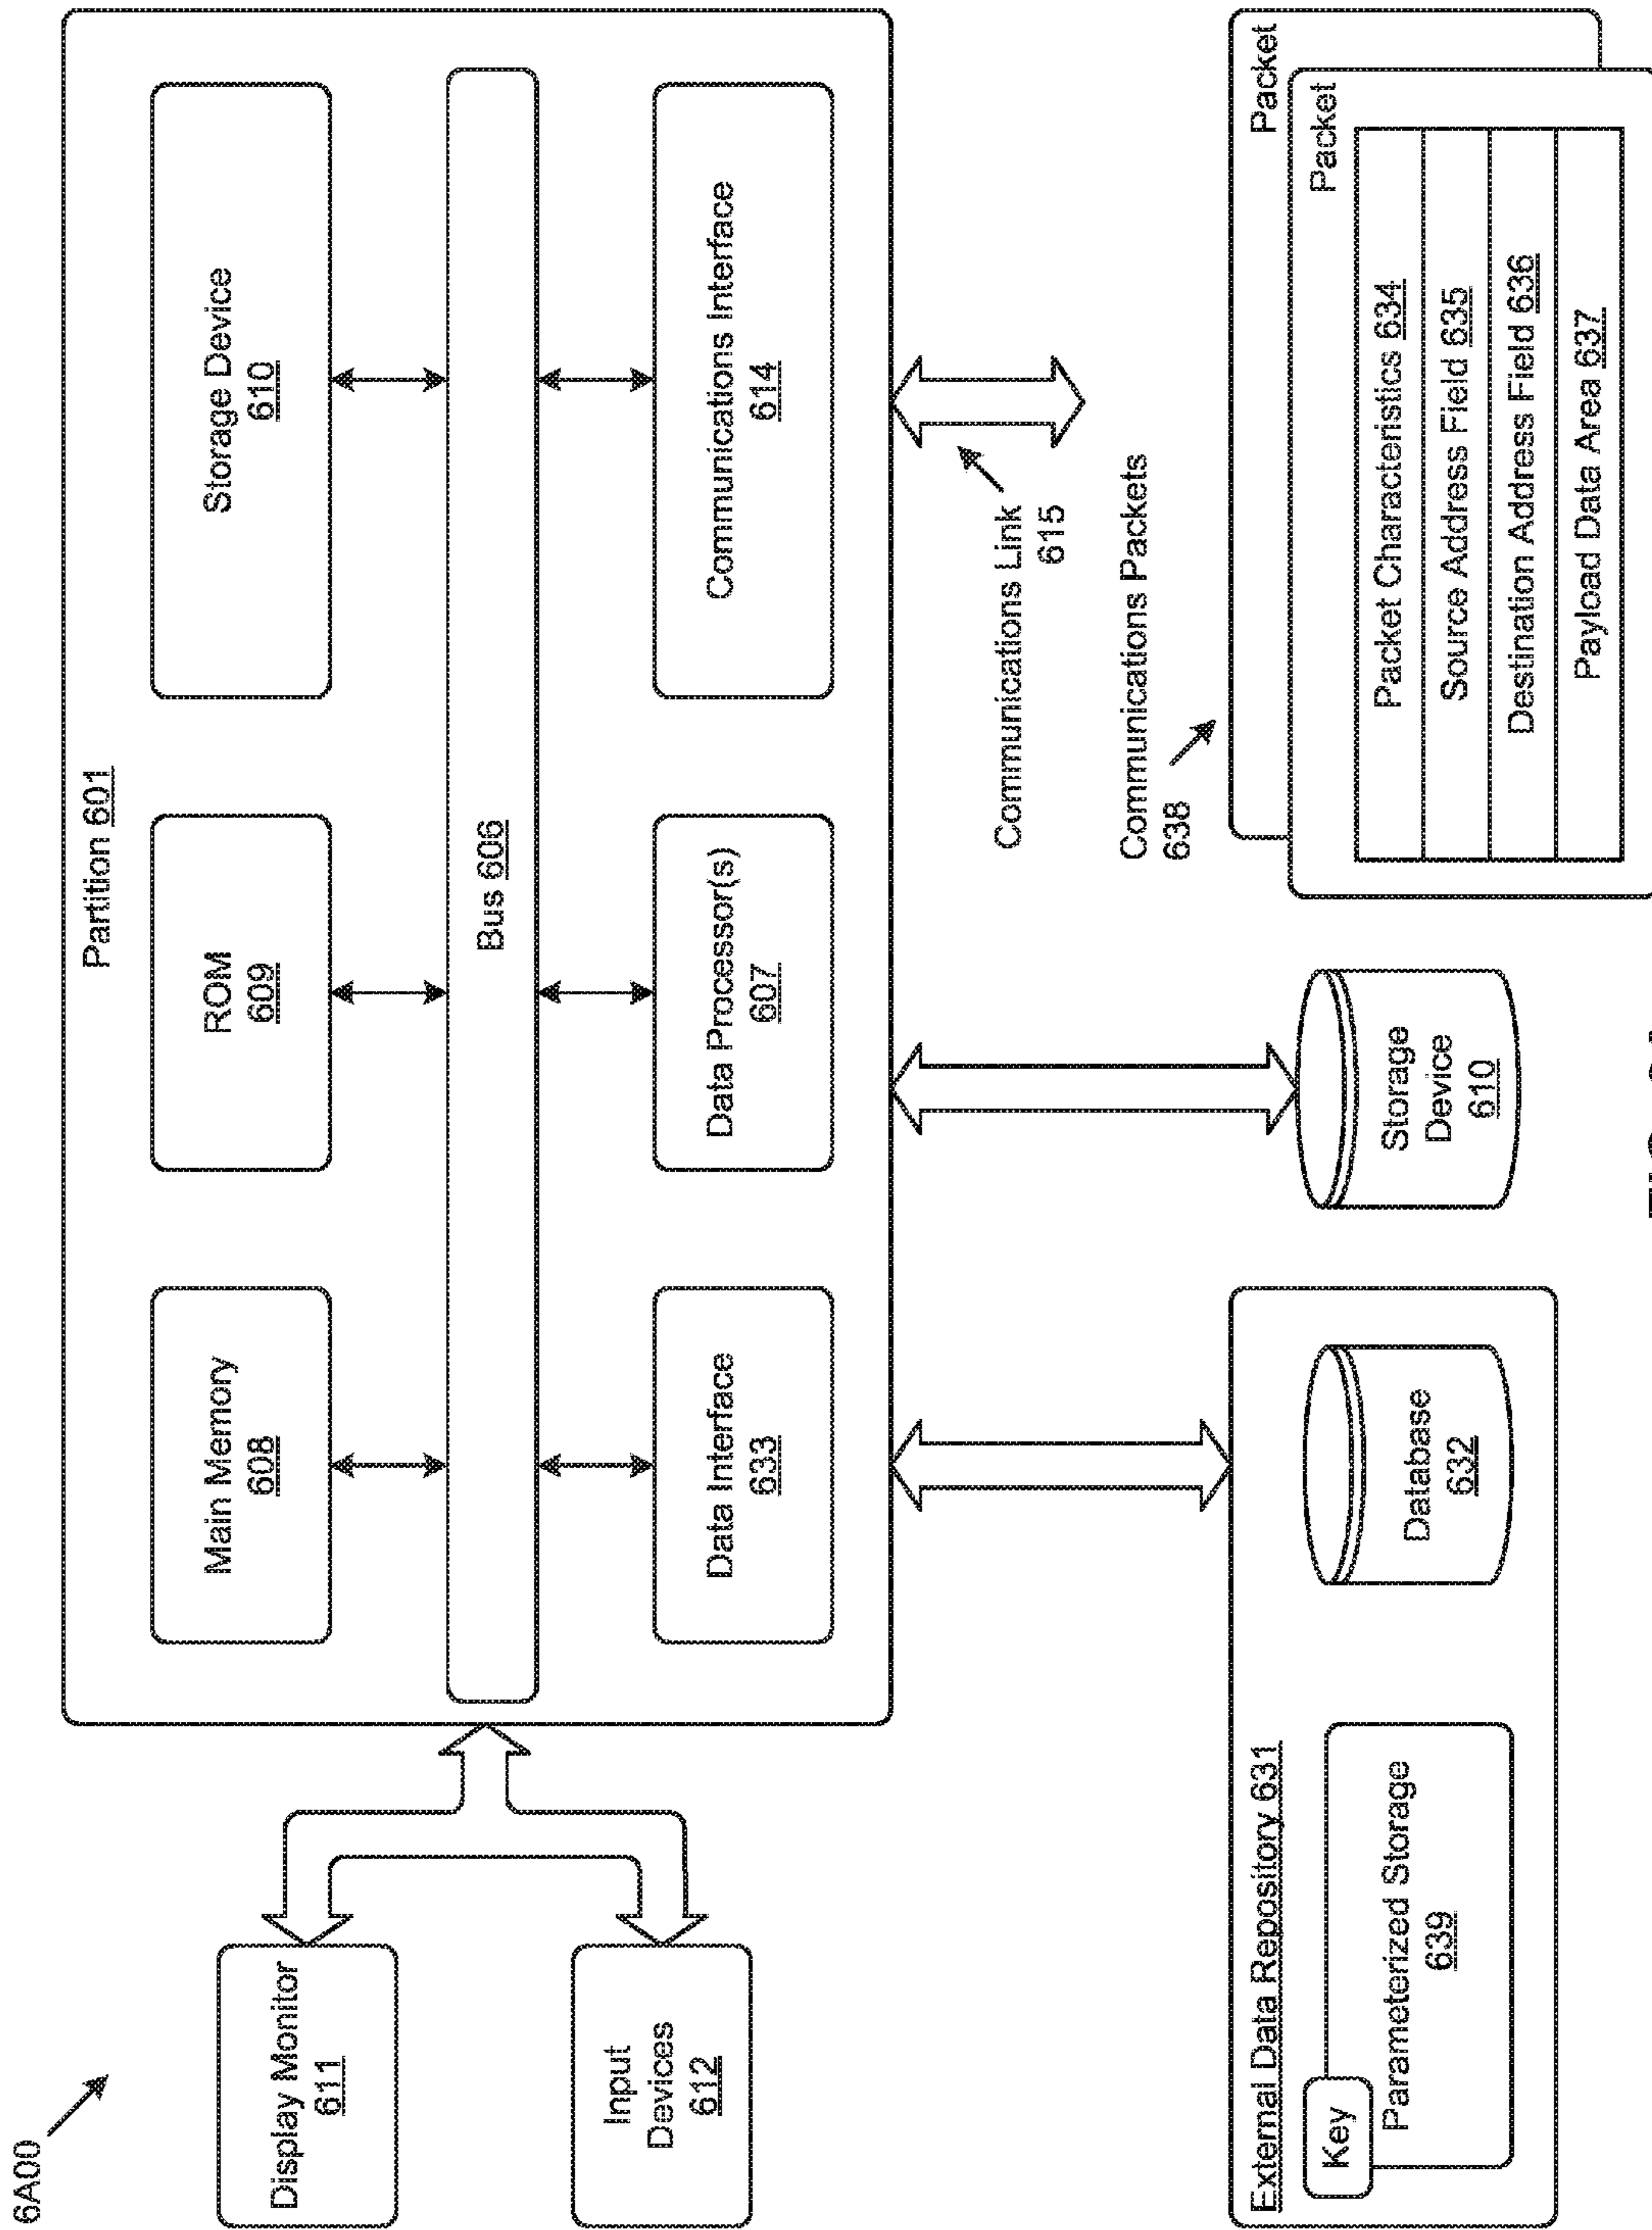 6A00
Partition 601
Display Monitor
611
Input
Devices
612
Main Memory
608
ROM
609
Storage Device
610
Bus 606
Data Interface
633
Data Processor(s)
607
Communications Interface
614
Communications Link
615
Communications Packets
638
External Data Repository 631
Key
Parameterized Storage
639
Database
632
Storage
Device
610
Packet
Packet
Packet Characteristics 634
Source Address Field 635
Destination Address Field 636
Payload Data Area 637